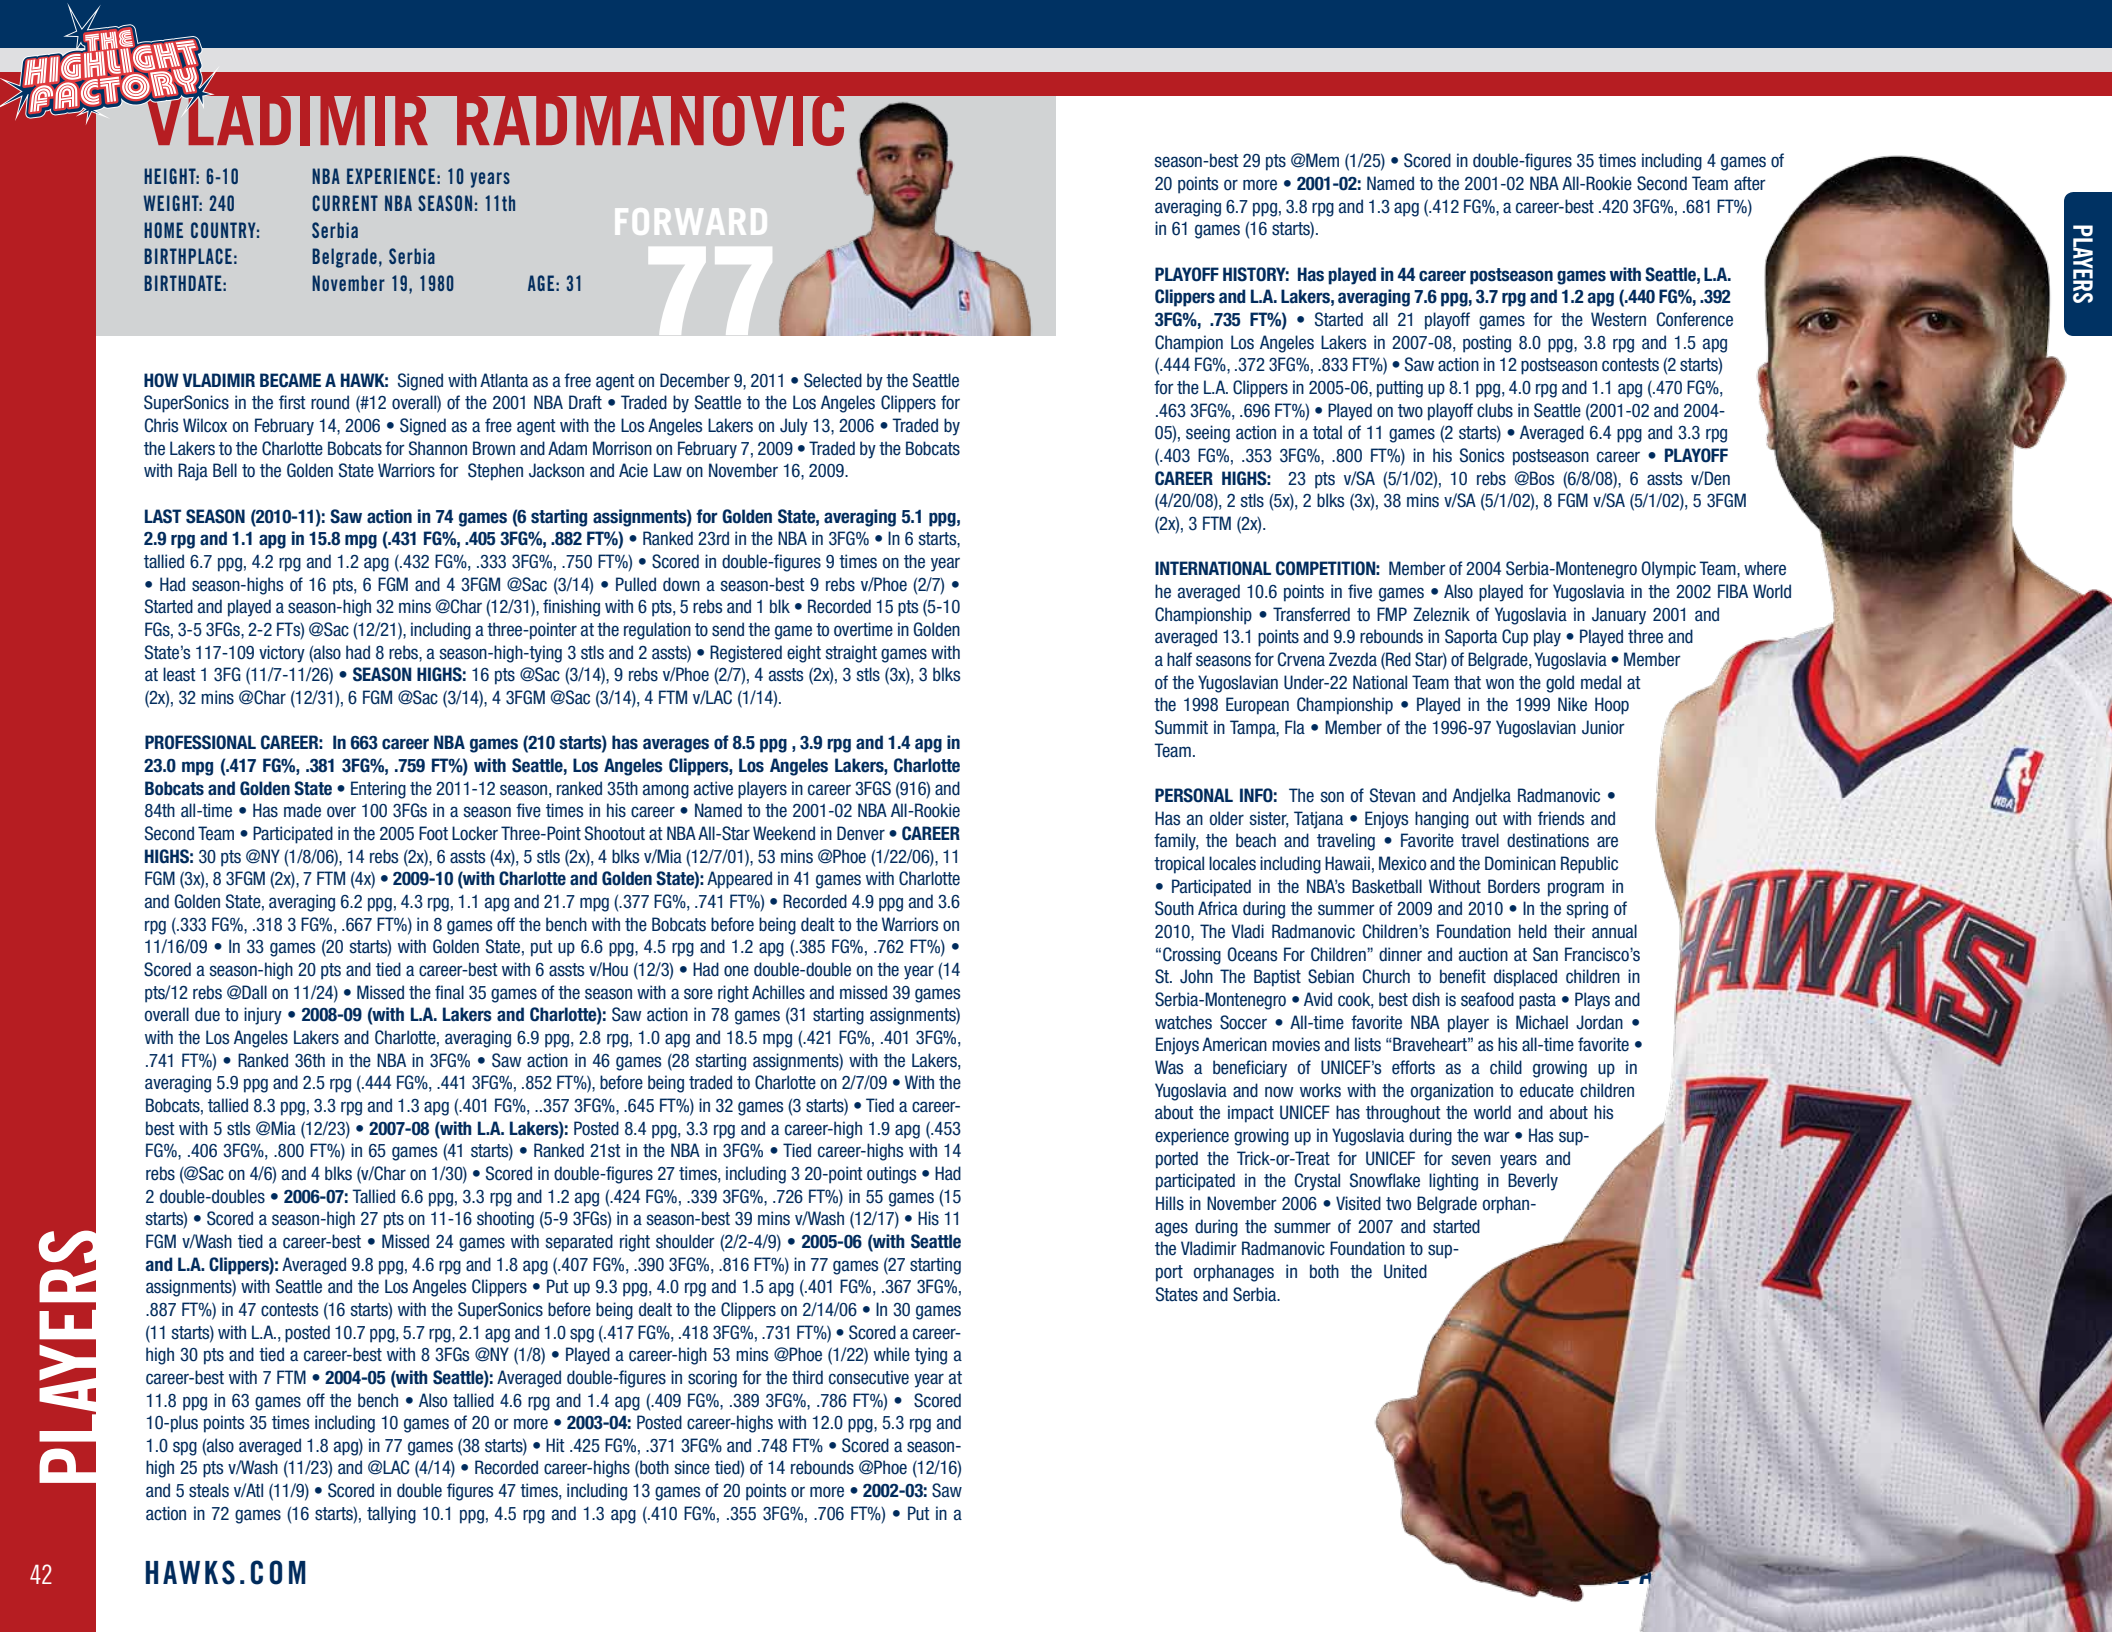 THE
HIGHLIGHT
FACTORY
VLADIMIR RADMANOVIC
HEIGHT: 6-10 NBA EXPERIENCE: 10 years
WEIGHT: 240 CURRENT NBA SEASON: 11th
HOME COUNTRY: Serbia
BIRTHPLACE: Belgrade, Serbia
BIRTHDATE: November 19, 1980 AGE: 31
FORWARD
77
HOW VLADIMIR BECAME A HAWK: Signed with Atlanta as a free agent on December 9, 2011 • Selected by the Seattle
SuperSonics in the first round (#12 overall) of the 2001 NBA Draft • Traded by Seattle to the Los Angeles Clippers for
Chris Wilcox on February 14, 2006 • Signed as a free agent with the Los Angeles Lakers on July 13, 2006 • Traded by
the Lakers to the Charlotte Bobcats for Shannon Brown and Adam Morrison on February 7, 2009 • Traded by the Bobcats
with Raja Bell to the Golden State Warriors for Stephen Jackson and Acie Law on November 16, 2009.
LAST SEASON (2010-11): Saw action in 74 games (6 starting assignments) for Golden State, averaging 5.1 ppg,
2.9 rpg and 1.1 apg in 15.8 mpg (.431 FG%, .405 3FG%, .882 FT%) • Ranked 23rd in the NBA in 3FG% • In 6 starts,
tallied 6.7 ppg, 4.2 rpg and 1.2 apg (.432 FG%, .333 3FG%, .750 FT%) • Scored in double-figures 9 times on the year
• Had season-highs of 16 pts, 6 FGM and 4 3FGM @Sac (3/14) • Pulled down a season-best 9 rebs v/Phoe (2/7) •
Started and played a season-high 32 mins @Char (12/31), finishing with 6 pts, 5 rebs and 1 blk • Recorded 15 pts (5-10
FGs, 3-5 3FGs, 2-2 FTs) @Sac (12/21), including a three-pointer at the regulation to send the game to overtime in Golden
State's 117-109 victory (also had 8 rebs, a season-high-tying 3 stls and 2 assts) • Registered eight straight games with
at least 1 3FG (11/7-11/26) • SEASON HIGHS: 16 pts @Sac (3/14), 9 rebs v/Phoe (2/7), 4 assts (2x), 3 stls (3x), 3 blks
(2x), 32 mins @Char (12/31), 6 FGM @Sac (3/14), 4 3FGM @Sac (3/14), 4 FTM v/LAC (1/14).
PROFESSIONAL CAREER: In 663 career NBA games (210 starts) has averages of 8.5 ppg , 3.9 rpg and 1.4 apg in
23.0 mpg (.417 FG%, .381 3FG%, .759 FT%) with Seattle, Los Angeles Clippers, Los Angeles Lakers, Charlotte
Bobcats and Golden State • Entering the 2011-12 season, ranked 35th among active players in career 3FGS (916) and
84th all-time • Has made over 100 3FGs in a season five times in his career • Named to the 2001-02 NBA All-Rookie
Second Team • Participated in the 2005 Foot Locker Three-Point Shootout at NBA All-Star Weekend in Denver • CAREER
HIGHS: 30 pts @NY (1/8/06), 14 rebs (2x), 6 assts (4x), 5 stls (2x), 4 blks v/Mia (12/7/01), 53 mins @Phoe (1/22/06), 11
FGM (3x), 8 3FGM (2x), 7 FTM (4x) • 2009-10 (with Charlotte and Golden State): Appeared in 41 games with Charlotte
and Golden State, averaging 6.2 ppg, 4.3 rpg, 1.1 apg and 21.7 mpg (.377 FG%, .741 FT%) • Recorded 4.9 ppg and 3.6
rpg (.333 FG%, .318 3 FG%, .667 FT%) in 8 games off the bench with the Bobcats before being dealt to the Warriors on
11/16/09 • In 33 games (20 starts) with Golden State, put up 6.6 ppg, 4.5 rpg and 1.2 apg (.385 FG%, .762 FT%) •
Scored a season-high 20 pts and tied a career-best with 6 assts v/Hou (12/3) • Had one double-double on the year (14
pts/12 rebs @Dall on 11/24) • Missed the final 35 games of the season with a sore right Achilles and missed 39 games
overall due to injury • 2008-09 (with L.A. Lakers and Charlotte): Saw action in 78 games (31 starting assignments)
with the Los Angeles Lakers and Charlotte, averaging 6.9 ppg, 2.8 rpg, 1.0 apg and 18.5 mpg (.421 FG%, .401 3FG%,
.741 FT%) • Ranked 36th in the NBA in 3FG% • Saw action in 46 games (28 starting assignments) with the Lakers,
averaging 5.9 ppg and 2.5 rpg (.444 FG%, .441 3FG%, .852 FT%), before being traded to Charlotte on 2/7/09 • With the
Bobcats, tallied 8.3 ppg, 3.3 rpg and 1.3 apg (.401 FG%, ..357 3FG%, .645 FT%) in 32 games (3 starts) • Tied a career-
best with 5 stls @Mia (12/23) • 2007-08 (with L.A. Lakers): Posted 8.4 ppg, 3.3 rpg and a career-high 1.9 apg (.453
FG%, .406 3FG%, .800 FT%) in 65 games (41 starts) • Ranked 21st in the NBA in 3FG% • Tied career-highs with 14
rebs (@Sac on 4/6) and 4 blks (v/Char on 1/30) • Scored in double-figures 27 times, including 3 20-point outings • Had
2 double-doubles • 2006-07: Tallied 6.6 ppg, 3.3 rpg and 1.2 apg (.424 FG%, .339 3FG%, .726 FT%) in 55 games (15
starts) • Scored a season-high 27 pts on 11-16 shooting (5-9 3FGs) in a season-best 39 mins v/Wash (12/17) • His 11
FGM v/Wash tied a career-best • Missed 24 games with separated right shoulder (2/2-4/9) • 2005-06 (with Seattle
and L.A. Clippers): Averaged 9.8 ppg, 4.6 rpg and 1.8 apg (.407 FG%, .390 3FG%, .816 FT%) in 77 games (27 starting
assignments) with Seattle and the Los Angeles Clippers • Put up 9.3 ppg, 4.0 rpg and 1.5 apg (.401 FG%, .367 3FG%,
.887 FT%) in 47 contests (16 starts) with the SuperSonics before being dealt to the Clippers on 2/14/06 • In 30 games
(11 starts) with L.A., posted 10.7 ppg, 5.7 rpg, 2.1 apg and 1.0 spg (.417 FG%, .418 3FG%, .731 FT%) • Scored a career-
high 30 pts and tied a career-best with 8 3FGs @NY (1/8) • Played a career-high 53 mins @Phoe (1/22) while tying a
career-best with 7 FTM • 2004-05 (with Seattle): Averaged double-figures in scoring for the third consecutive year at
11.8 ppg in 63 games off the bench • Also tallied 4.6 rpg and 1.4 apg (.409 FG%, .389 3FG%, .786 FT%) • Scored
10-plus points 35 times including 10 games of 20 or more • 2003-04: Posted career-highs with 12.0 ppg, 5.3 rpg and
1.0 spg (also averaged 1.8 apg) in 77 games (38 starts) • Hit .425 FG%, .371 3FG% and .748 FT% • Scored a season-
high 25 pts v/Wash (11/23) and @LAC (4/14) • Recorded career-highs (both since tied) of 14 rebounds @Phoe (12/16)
and 5 steals v/Atl (11/9) • Scored in double figures 47 times, including 13 games of 20 points or more • 2002-03: Saw
action in 72 games (16 starts), tallying 10.1 ppg, 4.5 rpg and 1.3 apg (.410 FG%, .355 3FG%, .706 FT%) • Put in a
PLAYERS
42
HAWKS.COM
season-best 29 pts @Mem (1/25) • Scored in double-figures 35 times including 4 games of
20 points or more • 2001-02: Named to the 2001-02 NBA All-Rookie Second Team after
averaging 6.7 ppg, 3.8 rpg and 1.3 apg (.412 FG%, a career-best .420 3FG%, .681 FT%)
in 61 games (16 starts).
PLAYOFF HISTORY: Has played in 44 career postseason games with Seattle, L.A.
Clippers and L.A. Lakers, averaging 7.6 ppg, 3.7 rpg and 1.2 apg (.440 FG%, .392
3FG%, .735 FT%) • Started all 21 playoff games for the Western Conference
Champion Los Angeles Lakers in 2007-08, posting 8.0 ppg, 3.8 rpg and 1.5 apg
(.444 FG%, .372 3FG%, .833 FT%) • Saw action in 12 postseason contests (2 starts)
for the L.A. Clippers in 2005-06, putting up 8.1 ppg, 4.0 rpg and 1.1 apg (.470 FG%,
.463 3FG%, .696 FT%) • Played on two playoff clubs in Seattle (2001-02 and 2004-
05), seeing action in a total of 11 games (2 starts) • Averaged 6.4 ppg and 3.3 rpg
(.403 FG%, .353 3FG%, .800 FT%) in his Sonics postseason career • PLAYOFF
CAREER HIGHS: 23 pts v/SA (5/1/02), 10 rebs @Bos (6/8/08), 6 assts v/Den
(4/20/08), 2 stls (5x), 2 blks (3x), 38 mins v/SA (5/1/02), 8 FGM v/SA (5/1/02), 5 3FGM
(2x), 3 FTM (2x).
INTERNATIONAL COMPETITION: Member of 2004 Serbia-Montenegro Olympic Team, where
he averaged 10.6 points in five games • Also played for Yugoslavia in the 2002 FIBA World
Championship • Transferred to FMP Zeleznik of Yugoslavia in January 2001 and
averaged 13.1 points and 9.9 rebounds in Saporta Cup play • Played three and
a half seasons for Crvena Zvezda (Red Star) of Belgrade, Yugoslavia • Member
of the Yugoslavian Under-22 National Team that won the gold medal at
the 1998 European Championship • Played in the 1999 Nike Hoop
Summit in Tampa, Fla • Member of the 1996-97 Yugoslavian Junior
Team.
PERSONAL INFO: The son of Stevan and Andjelka Radmanovic •
Has an older sister, Tatjana • Enjoys hanging out with friends and
family, the beach and traveling • Favorite travel destinations are
tropical locales including Hawaii, Mexico and the Dominican Republic
• Participated in the NBA's Basketball Without Borders program in
South Africa during the summer of 2009 and 2010 • In the spring of
2010, The Vladi Radmanovic Children's Foundation held their annual
“Crossing Oceans For Children” dinner and auction at San Francisco's
St. John The Baptist Sebian Church to benefit displaced children in
Serbia-Montenegro • Avid cook, best dish is seafood pasta • Plays and
watches Soccer • All-time favorite NBA player is Michael Jordan •
Enjoys American movies and lists “Braveheart” as his all-time favorite •
Was a beneficiary of UNICEF's efforts as a child growing up in
Yugoslavia and now works with the organization to educate children
about the impact UNICEF has throughout the world and about his
experience growing up in Yugoslavia during the war • Has sup-
ported the Trick-or-Treat for UNICEF for seven years and
participated in the Crystal Snowflake lighting in Beverly
Hills in November 2006 • Visited two Belgrade orphan-
ages during the summer of 2007 and started
the Vladimir Radmanovic Foundation to sup-
port orphanages in both the United
States and Serbia.
PLAYERS
NBA
HAWKS
77